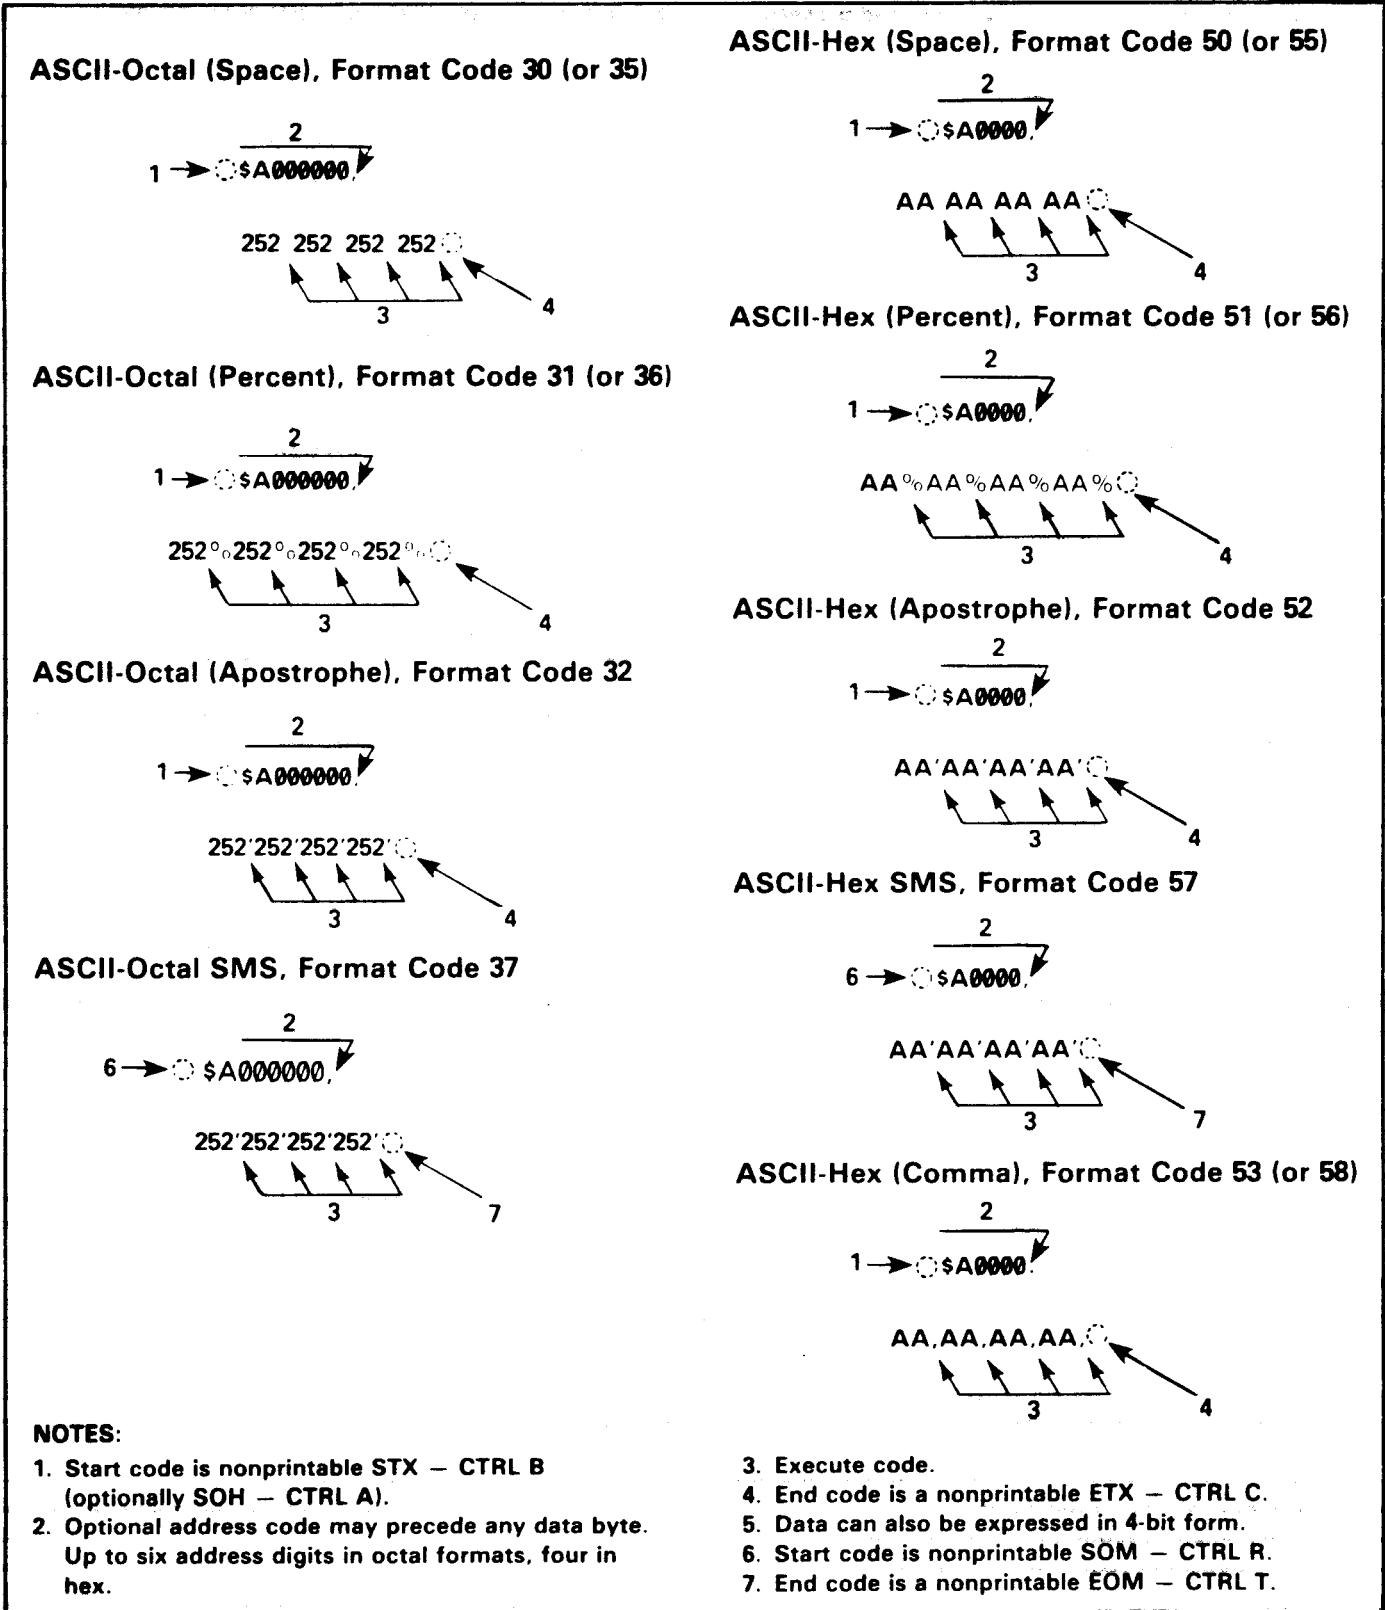 ASCII-Octal (Space), Format Code 30 (or 35)
2
1 $A000000,
252 252 252 252
3
4
ASCII-Octal (Percent), Format Code 31 (or 36)
2
1 $A000000,
252%252%252%252%
3
4
ASCII-Octal (Apostrophe), Format Code 32
2
1 $A000000,
252'252'252'252'
3
4
ASCII-Octal SMS, Format Code 37
2
6 $A000000,
252'252'252'252'
3
7
ASCII-Hex (Space), Format Code 50 (or 55)
2
1 $A0000,
AA AA AA AA
3
4
ASCII-Hex (Percent), Format Code 51 (or 56)
2
1 $A0000,
AA%AA%AA%AA%
3
4
ASCII-Hex (Apostrophe), Format Code 52
2
1 $A0000,
AA'AA'AA'AA'
3
4
ASCII-Hex SMS, Format Code 57
2
6 $A0000,
AA'AA'AA'AA'
3
7
ASCII-Hex (Comma), Format Code 53 (or 58)
2
1 $A0000.
AA,AA,AA,AA,
3
4
NOTES:
1. Start code is nonprintable STX — CTRL B
(optionally SOH — CTRL A).
2. Optional address code may precede any data byte.
Up to six address digits in octal formats, four in
hex.
3. Execute code.
4. End code is a nonprintable ETX — CTRL C.
5. Data can also be expressed in 4-bit form.
6. Start code is nonprintable SOM — CTRL R.
7. End code is a nonprintable EOM — CTRL T.